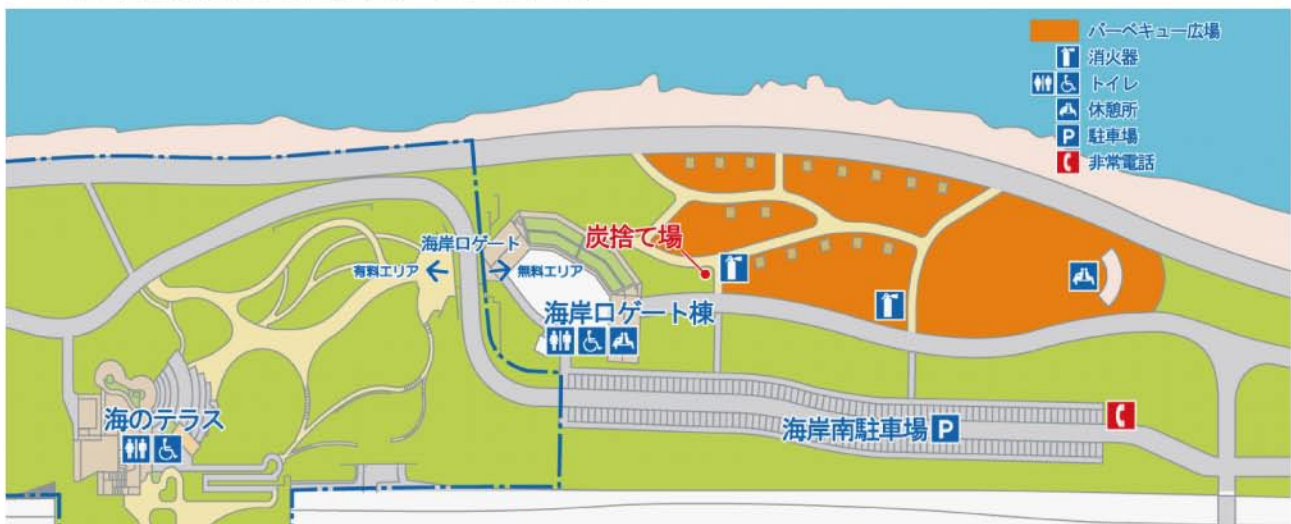 バーベキュー広場
消火器
トイレ
休憩所
P 駐車場
非常電話
海岸口ゲート
有料エリア
無料エリア
炭捨て場
海岸口ゲート棟
海のテラス
海岸南駐車場 P